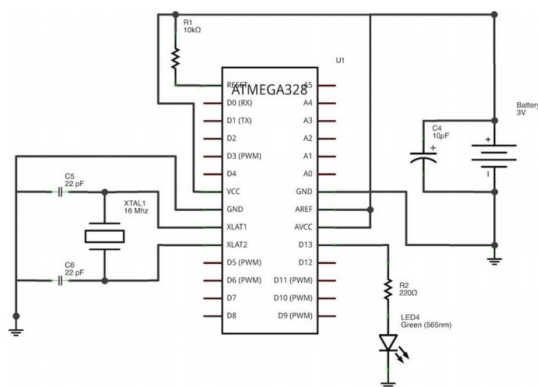 R1
10kΩ
U1
ATMEGA328
RESET
D0 (RX)
D1 (TX)
D2
D3 (PWM)
D4
VCC
GND
XLAT1
XLAT2
D5 (PWM)
D6 (PWM)
D7
D8
A5
A4
A3
A2
A1
A0
GND
AREF
AVCC
D13
D12
D11 (PWM)
D10 (PWM)
D9 (PWM)
C4
10µF
+
Battery
3V
+
-
C5
22 pF
XTAL1
16 Mhz
C6
22 pF
R2
220Ω
LED4
Green (565nm)